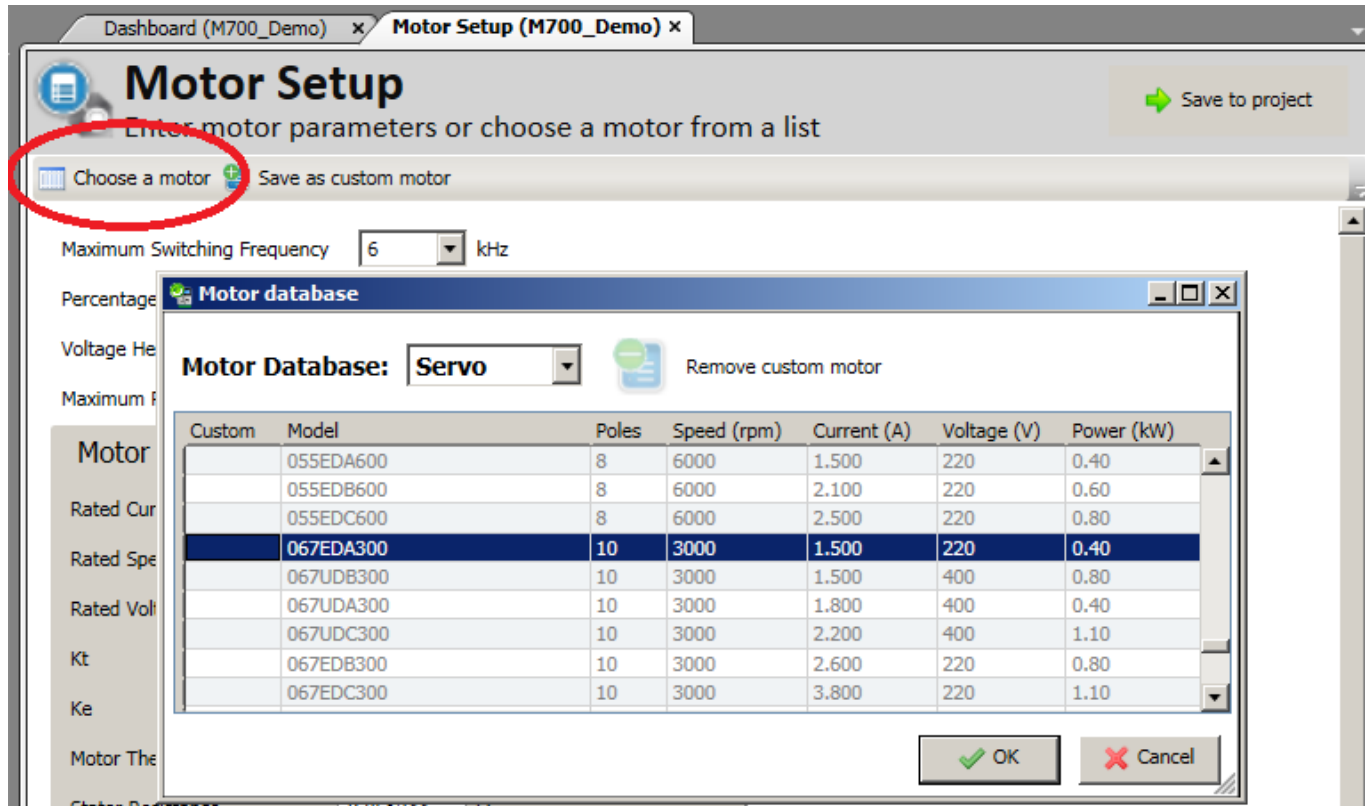 Dashboard (M700_Demo) x Motor Setup (M700_Demo) x
Motor Setup
Enter motor parameters or choose a motor from a list
Save to project
Choose a motor Save as custom motor
Maximum Switching Frequency 6 kHz
Percentage
Motor database
Voltage He
Motor Database: Servo Remove custom motor
Maximum
Custom Model Poles Speed (rpm) Current (A) Voltage (V) Power (kW)
Motor
055EDA600 8 6000 1.500 220 0.40
055EDB600 8 6000 2.100 220 0.60
Rated Cur
055EDC600 8 6000 2.500 220 0.80
067EDA300 10 3000 1.500 220 0.40
Rated Spe
067UDB300 10 3000 1.500 400 0.80
Rated Volt
067UDA300 10 3000 1.800 400 0.40
067UDC300 10 3000 2.200 400 1.10
Kt
067EDB300 10 3000 2.600 220 0.80
067EDC300 10 3000 3.800 220 1.10
Ke
Motor The
OK Cancel